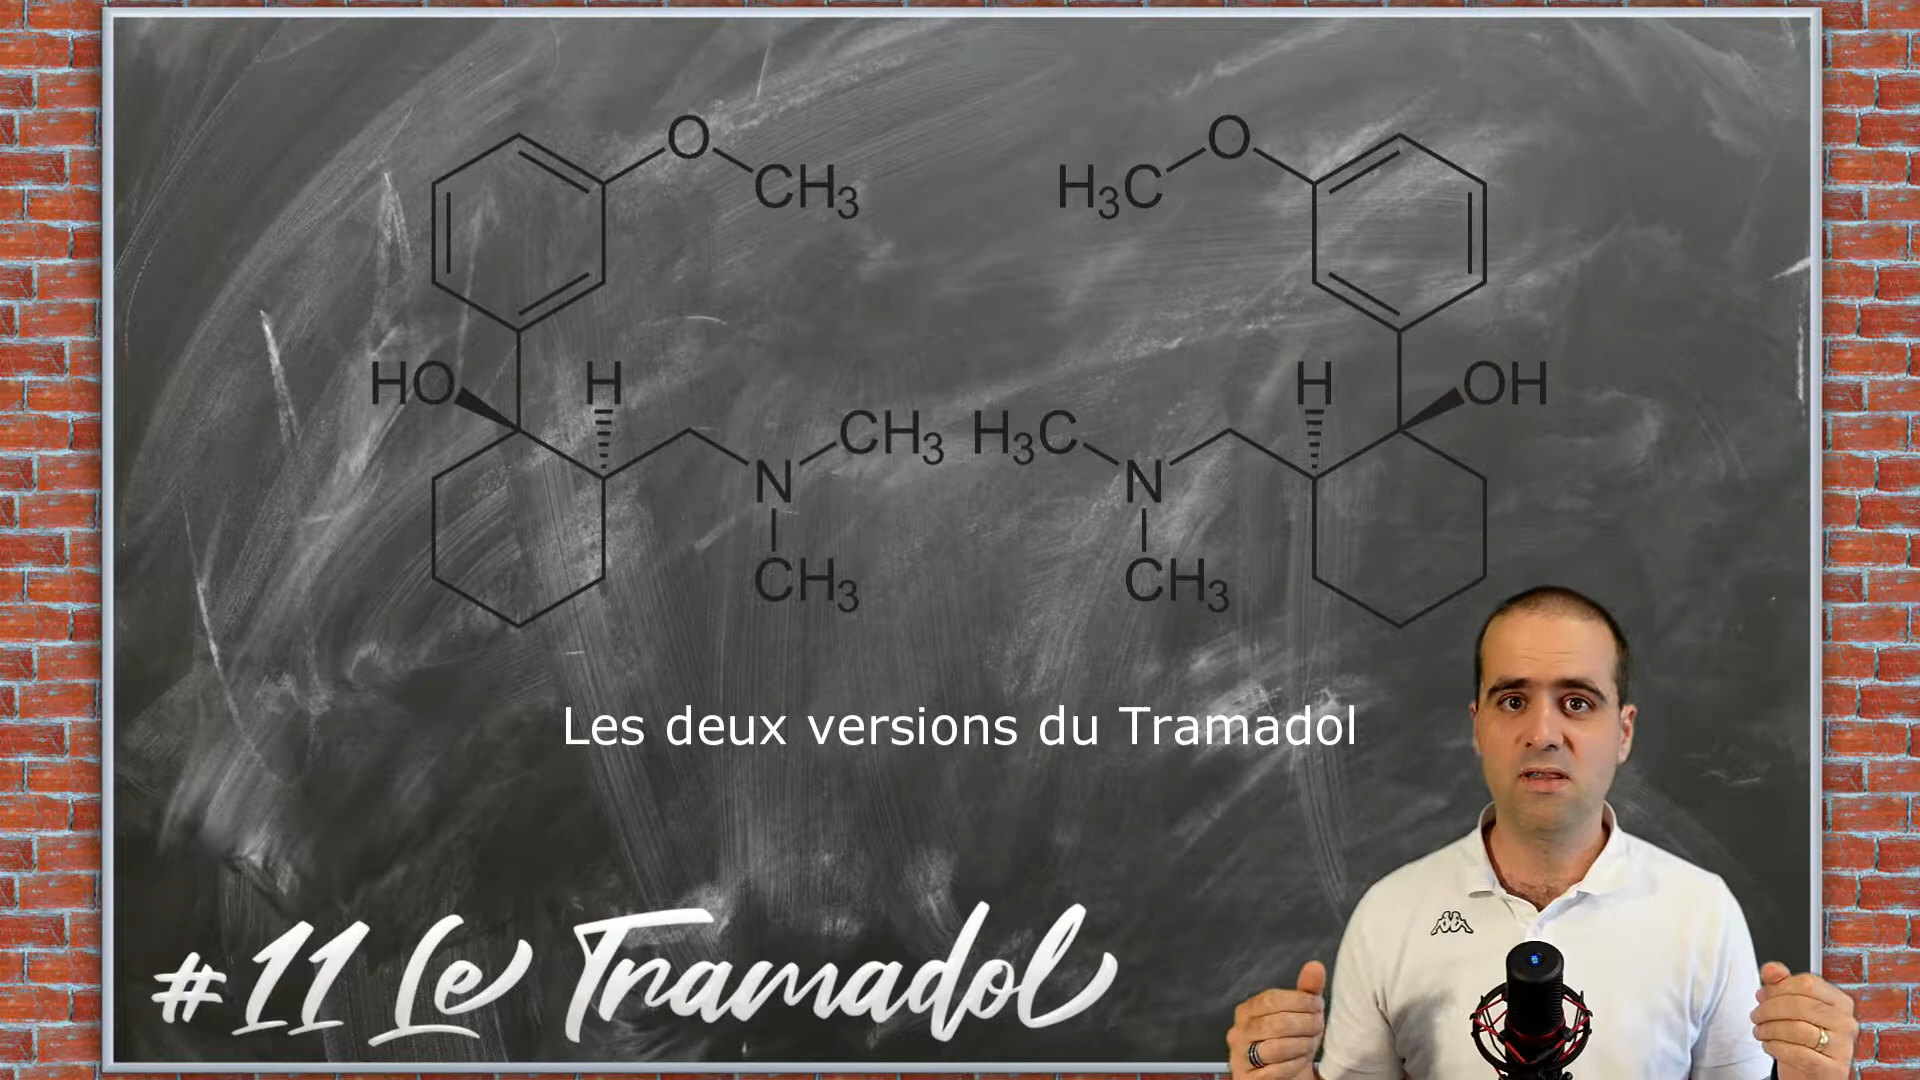 O
CH3
H3C
O
HO
H
H
OH
CH3
H3C
N
N
CH3
CH3
Les deux versions du Tramadol
#11 Le Tramadol